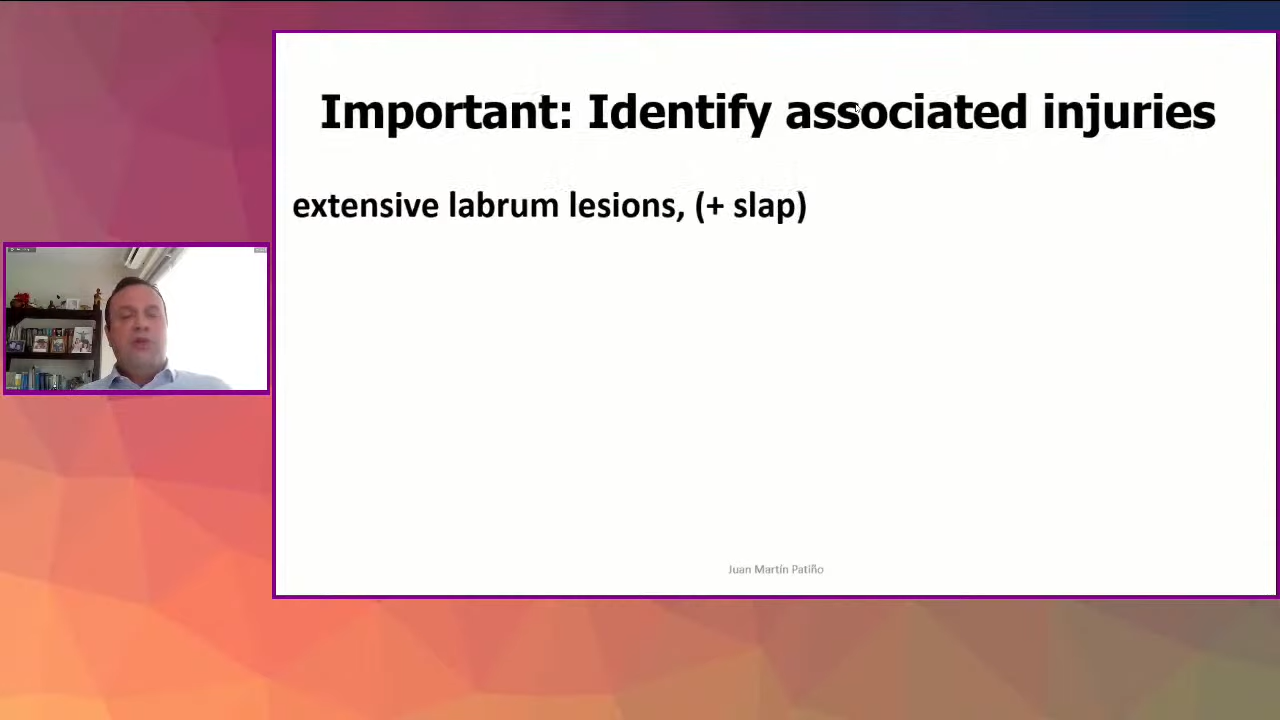 Important: Identify associated injuries
extensive labrum lesions, (+ slap)
Juan Martín Patiño